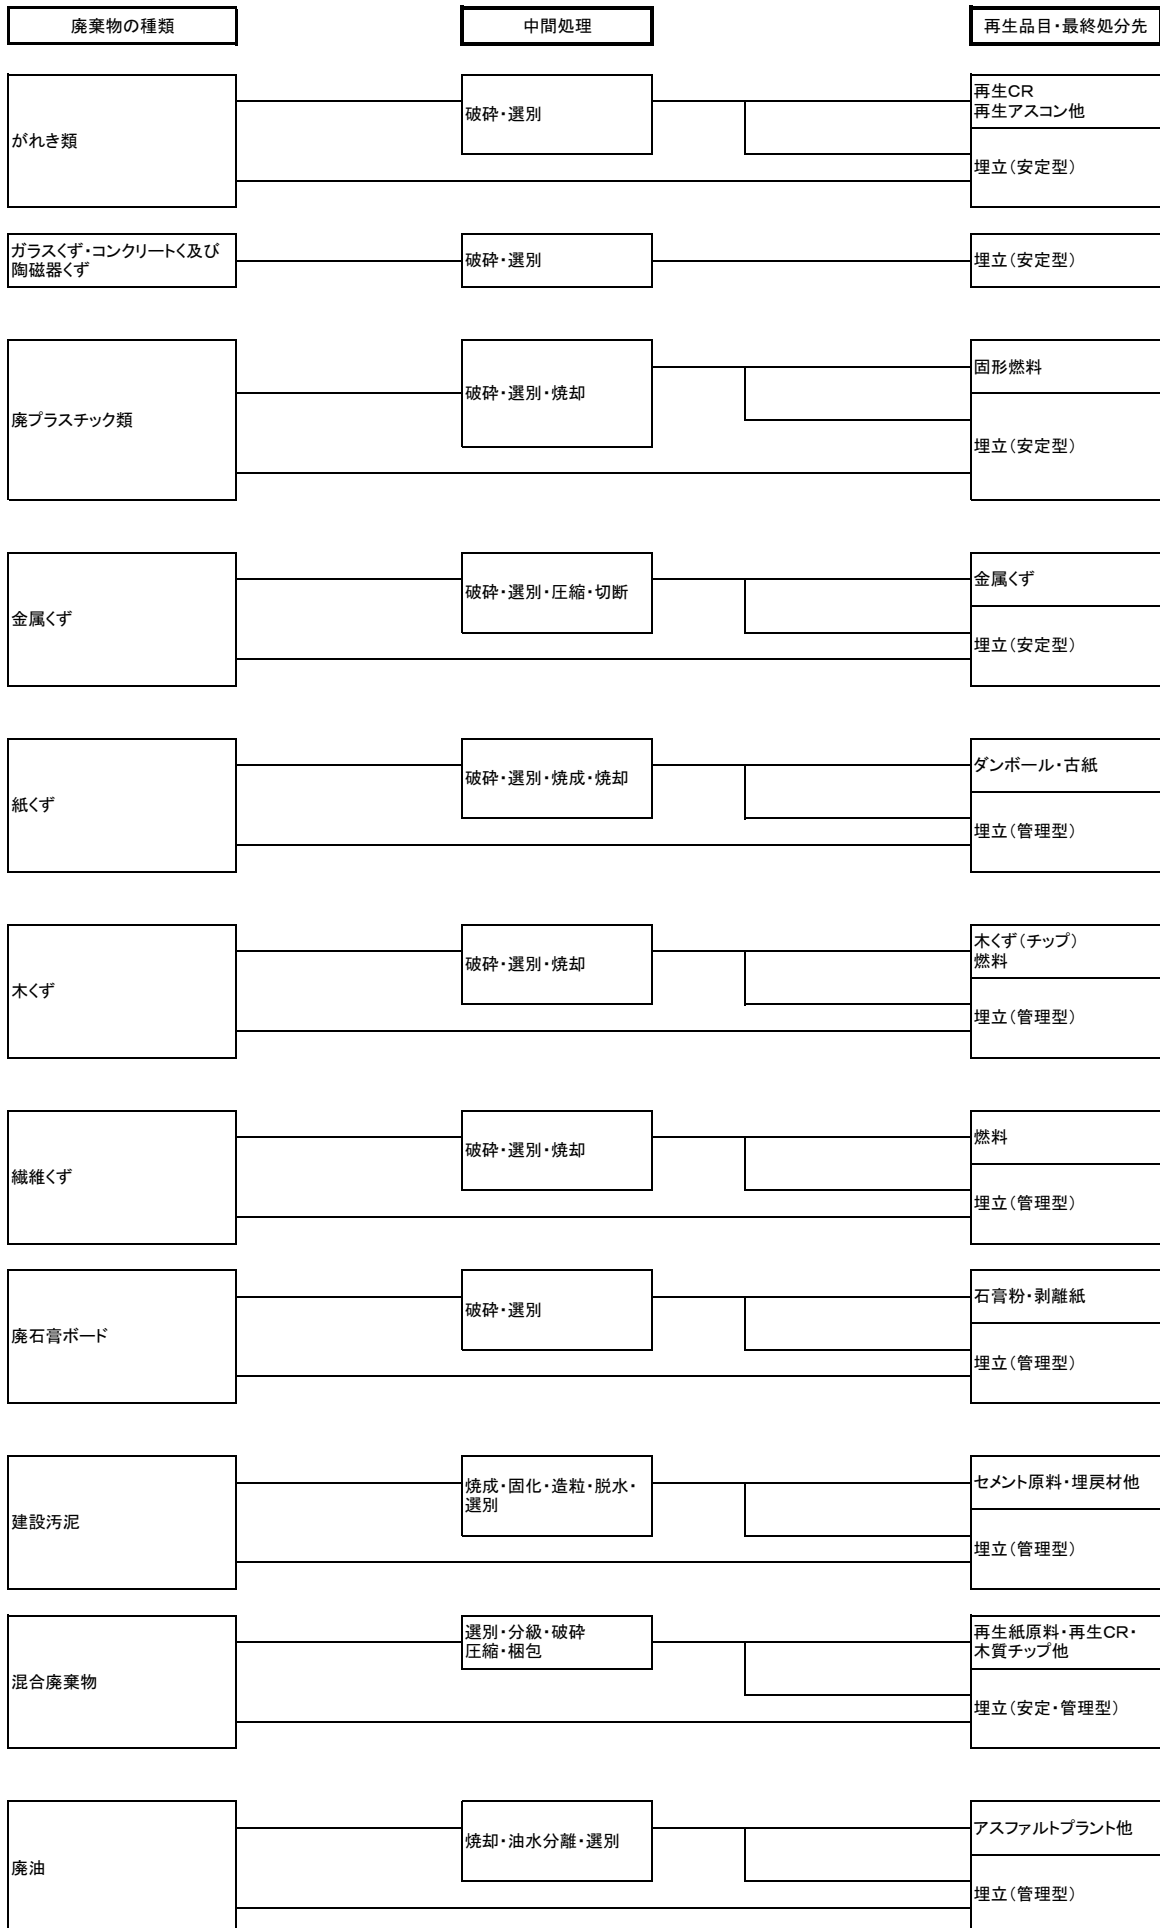 廃棄物の種類
中間処理
再生品目・最終処分先
がれき類
破砕・選別
再生CR
再生アスコン他
埋立(安定型)
ガラスくず・コンクリートく及び
陶磁器くず
破砕・選別
埋立(安定型)
廃プラスチック類
破砕・選別・焼却
固形燃料
埋立(安定型)
金属くず
破砕・選別・圧縮・切断
金属くず
埋立(安定型)
紙くず
破砕・選別・焼成・焼却
ダンボール・古紙
埋立(管理型)
木くず
破砕・選別・焼却
木くず(チップ)
燃料
埋立(管理型)
繊維くず
破砕・選別・焼却
燃料
埋立(管理型)
廃石膏ボード
破砕・選別
石膏粉・剥離紙
埋立(管理型)
建設汚泥
焼成・固化・造粒・脱水・
選別
セメント原料・埋戻材他
埋立(管理型)
混合廃棄物
選別・分級・破砕
圧縮・梱包
再生紙原料・再生CR・
木質チップ他
埋立(安定・管理型)
廃油
焼却・油水分離・選別
アスファルトプラント他
埋立(管理型)